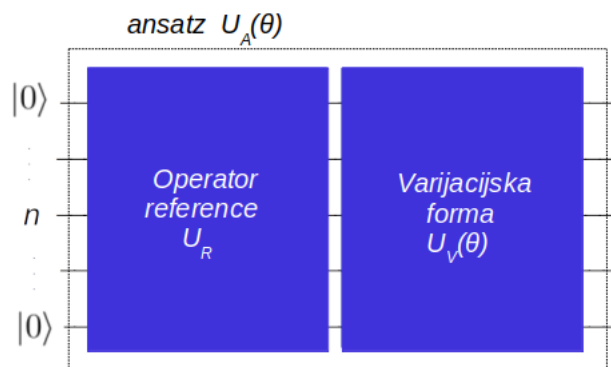 ansatz U_A(θ)
|0⟩
n
|0⟩
Operator
reference
U_R
Varijacijska
forma
U_V(θ)